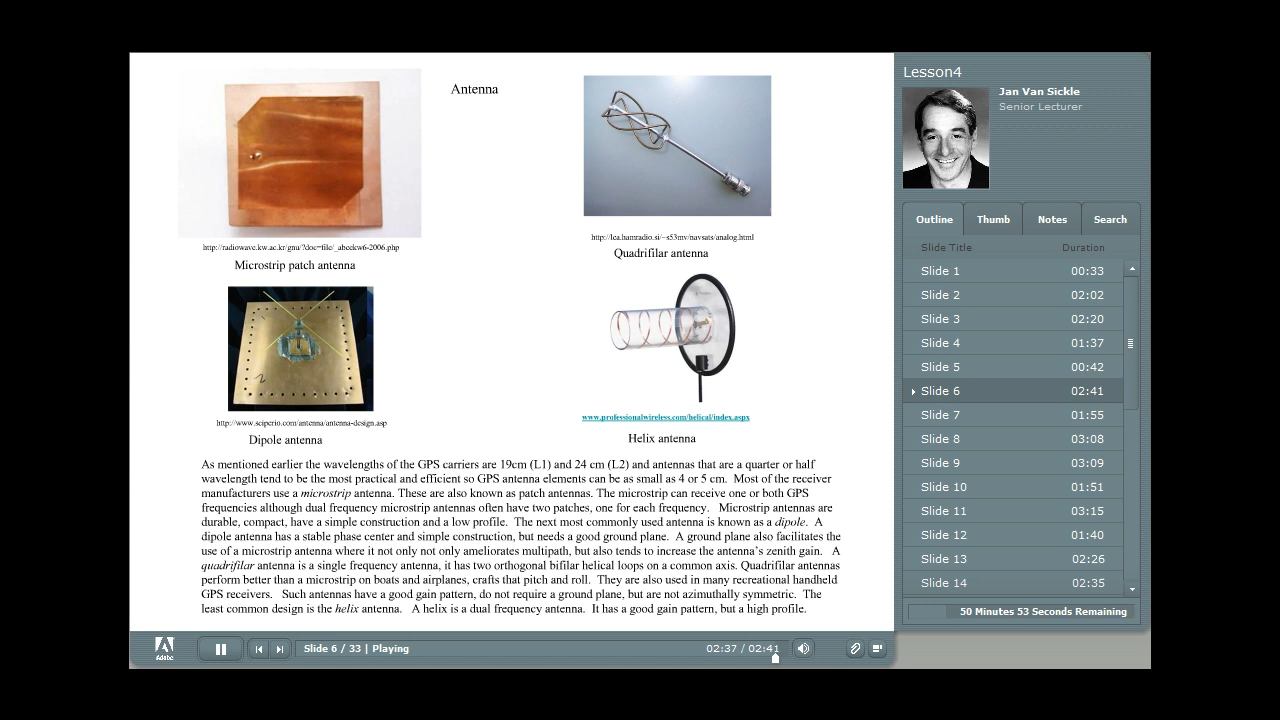 Antenna
http://radiowave.kw.ac.kr/gnu/?doc=file/_abeekw6-2006.php
Microstrip patch antenna
http://lea.hamradio.si/~s53mv/navsats/analog.html
Quadrifilar antenna
http://www.sciperio.com/antenna/antenna-design.asp
Dipole antenna
www.professionalwireless.com/helical/index.aspx
Helix antenna
As mentioned earlier the wavelengths of the GPS carriers are 19cm (L1) and 24 cm (L2) and antennas that are a quarter or half
wavelength tend to be the most practical and efficient so GPS antenna elements can be as small as 4 or 5 cm. Most of the receiver
manufacturers use a microstrip antenna. These are also known as patch antennas. The microstrip can receive one or both GPS
frequencies although dual frequency microstrip antennas often have two patches, one for each frequency. Microstrip antennas are
durable, compact, have a simple construction and a low profile. The next most commonly used antenna is known as a dipole. A
dipole antenna has a stable phase center and simple construction, but needs a good ground plane. A ground plane also facilitates the
use of a microstrip antenna where it not only not only ameliorates multipath, but also tends to increase the antenna's zenith gain. A
quadrifilar antenna is a single frequency antenna, it has two orthogonal bifilar helical loops on a common axis. Quadrifilar antennas
perform better than a microstrip on boats and airplanes, crafts that pitch and roll. They are also used in many recreational handheld
GPS receivers. Such antennas have a good gain pattern, do not require a ground plane, but are not azimuthally symmetric. The
least common design is the helix antenna. A helix is a dual frequency antenna. It has a good gain pattern, but a high profile.
Lesson4
Jan Van Sickle
Senior Lecturer
Outline Thumb Notes Search
Slide Title Duration
Slide 1 00:33
Slide 2 02:02
Slide 3 02:20
Slide 4 01:37
Slide 5 00:42
Slide 6 02:41
Slide 7 01:55
Slide 8 03:08
Slide 9 03:09
Slide 10 01:51
Slide 11 03:15
Slide 12 01:40
Slide 13 02:26
Slide 14 02:35
50 Minutes 53 Seconds Remaining
Adobe
Slide 6 / 33 | Playing
02:37 / 02:41